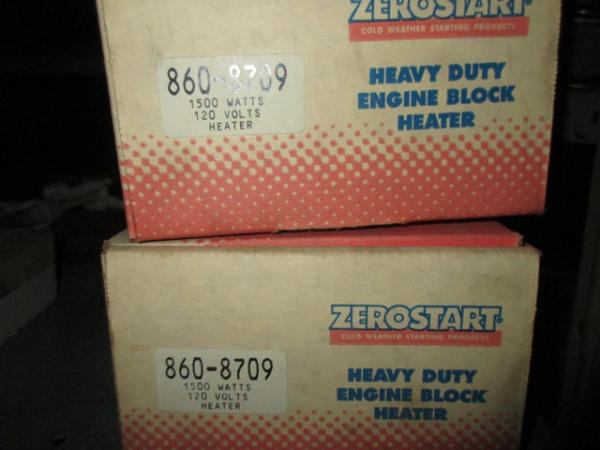 ZEROSTART
COLD WEATHER STARTING PRODUCTS
860-8709
1500 WATTS
120 VOLTS
HEATER
HEAVY DUTY
ENGINE BLOCK
HEATER
ZEROSTART
COLD WEATHER STARTING PRODUCTS
860-8709
1500 WATTS
120 VOLTS
HEATER
HEAVY DUTY
ENGINE BLOCK
HEATER